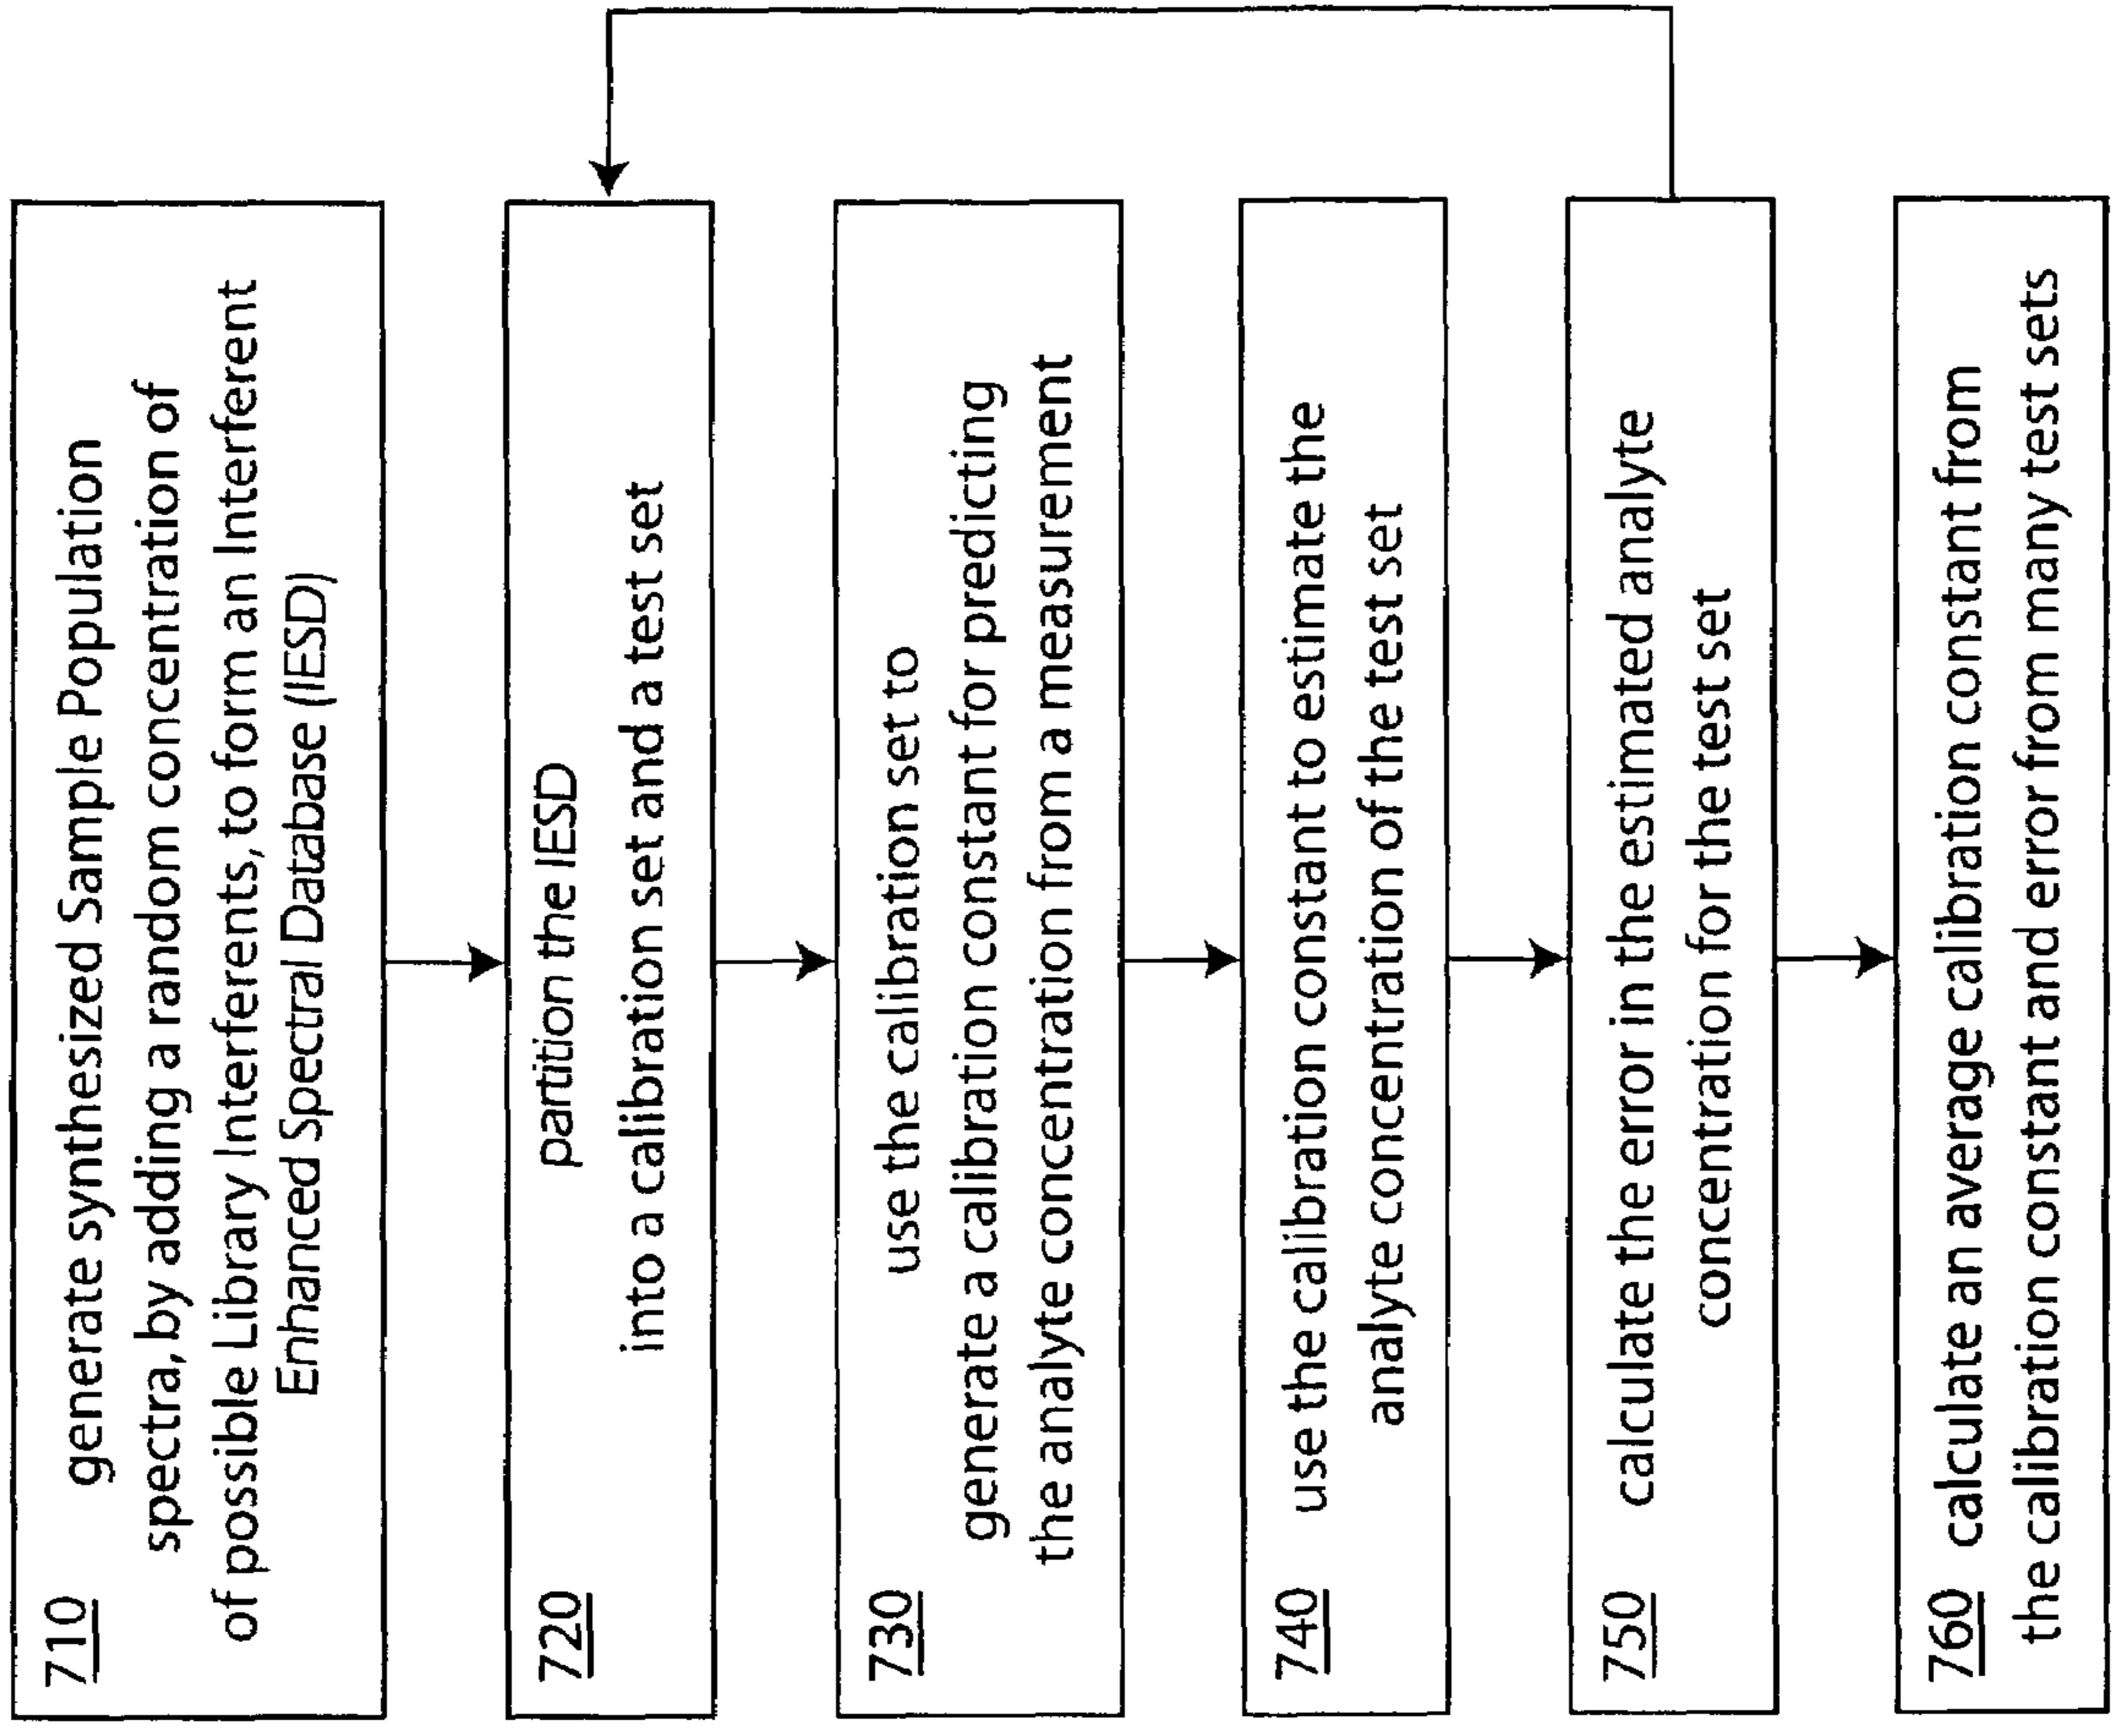 710 generate synthesized Sample Population
spectra, by adding a random concentration of
of possible Library Interferents, to form an Interferent
Enhanced Spectral Database (IESD)
720 partition the IESD
into a calibration set and a test set
730 use the calibration set to
generate a calibration constant for predicting
the analyte concentration from a measurement
740 use the calibration constant to estimate the
analyte concentration of the test set
750 calculate the error in the estimated analyte
concentration for the test set
760 calculate an average calibration constant from
the calibration constant and error from many test sets